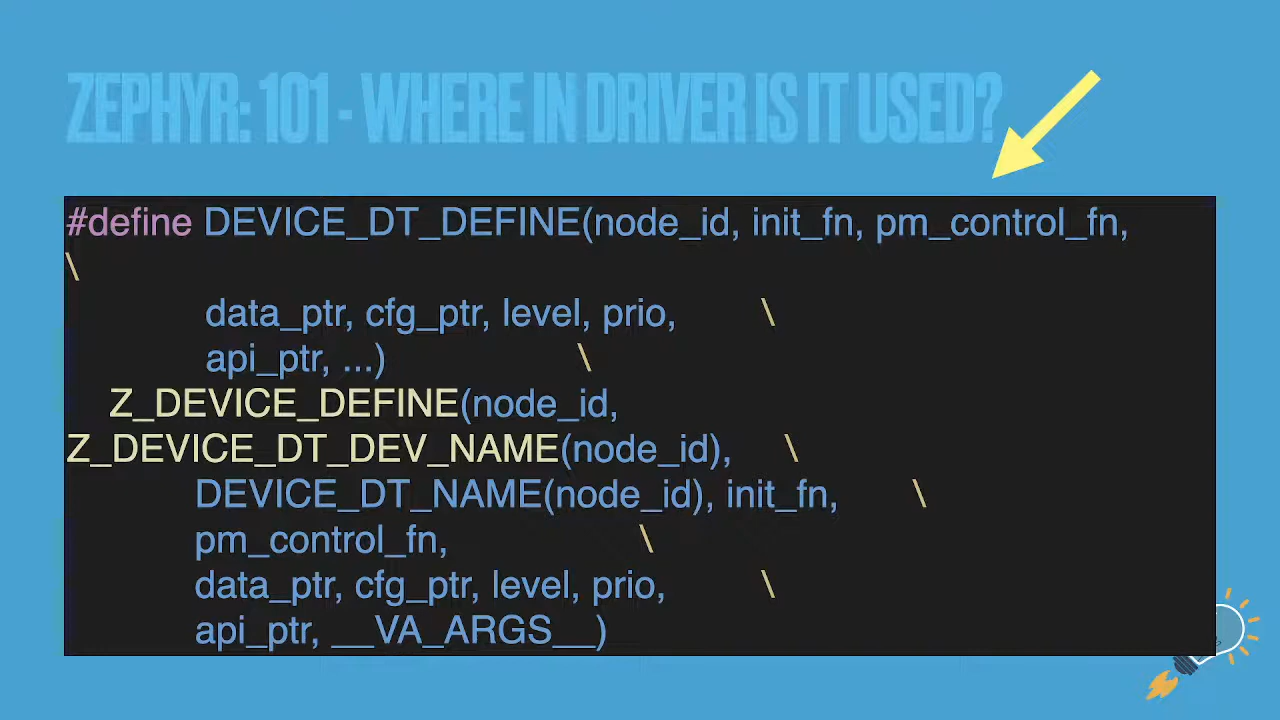 ZEPHYR: 101 - WHERE IN DRIVER IS IT USED?
#define DEVICE_DT_DEFINE(node_id, init_fn, pm_control_fn,
\
data_ptr, cfg_ptr, level, prio, \
api_ptr, ...) \
Z_DEVICE_DEFINE(node_id,
Z_DEVICE_DT_DEV_NAME(node_id), \
DEVICE_DT_NAME(node_id), init_fn, \
pm_control_fn, \
data_ptr, cfg_ptr, level, prio, \
api_ptr, __VA_ARGS__)